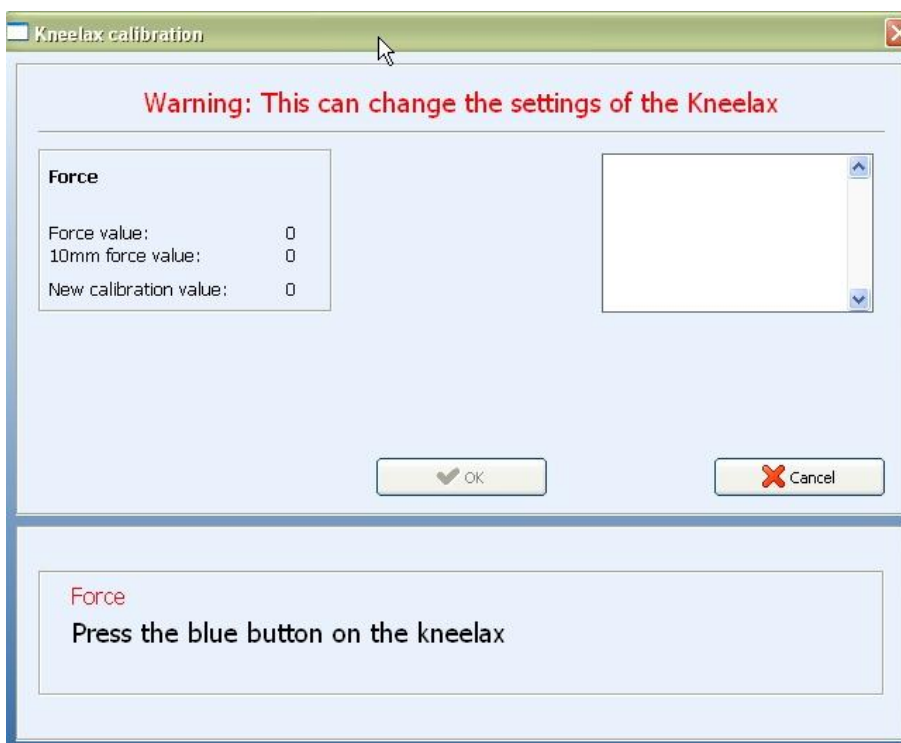 Kneelax calibration
Warning: This can change the settings of the Kneelax
Force
Force value: 0
10mm force value: 0
New calibration value: 0
OK
Cancel
Force
Press the blue button on the kneelax